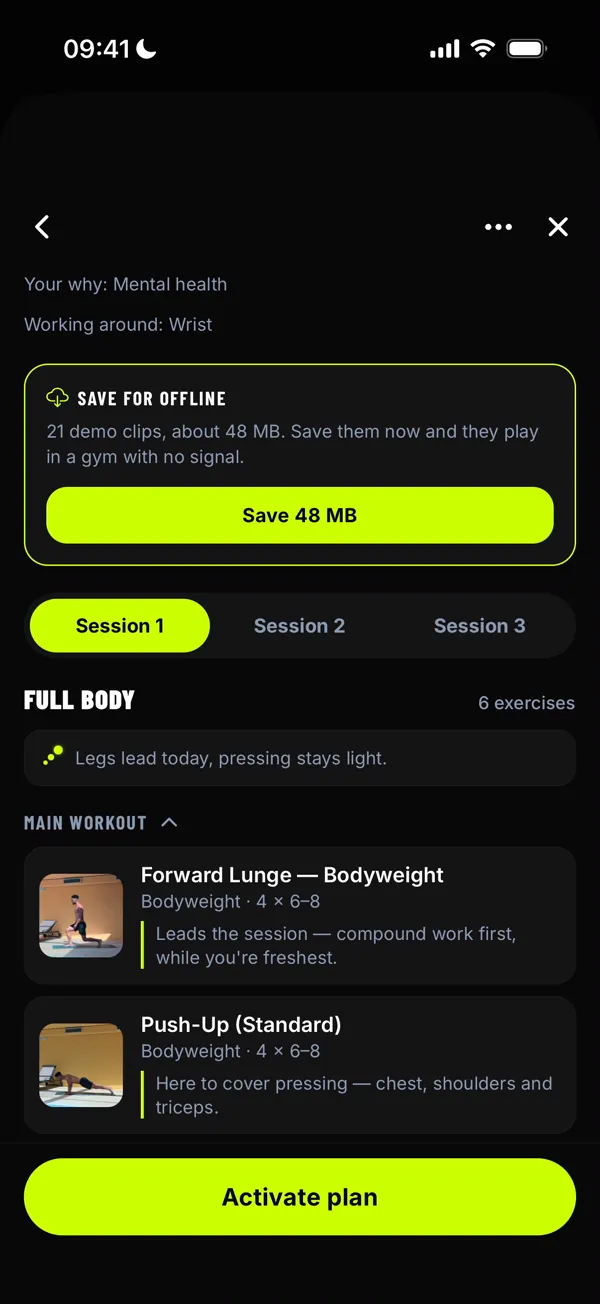 09:41
Your why: Mental health
Working around: Wrist
SAVE FOR OFFLINE
21 demo clips, about 48 MB. Save them now and they play
in a gym with no signal.
Save 48 MB
Session 1
Session 2
Session 3
FULL BODY
6 exercises
Legs lead today, pressing stays light.
MAIN WORKOUT
Forward Lunge — Bodyweight
Bodyweight · 4 × 6–8
Leads the session — compound work first,
while you're freshest.
Push-Up (Standard)
Bodyweight · 4 × 6–8
Here to cover pressing — chest, shoulders and
triceps.
Activate plan